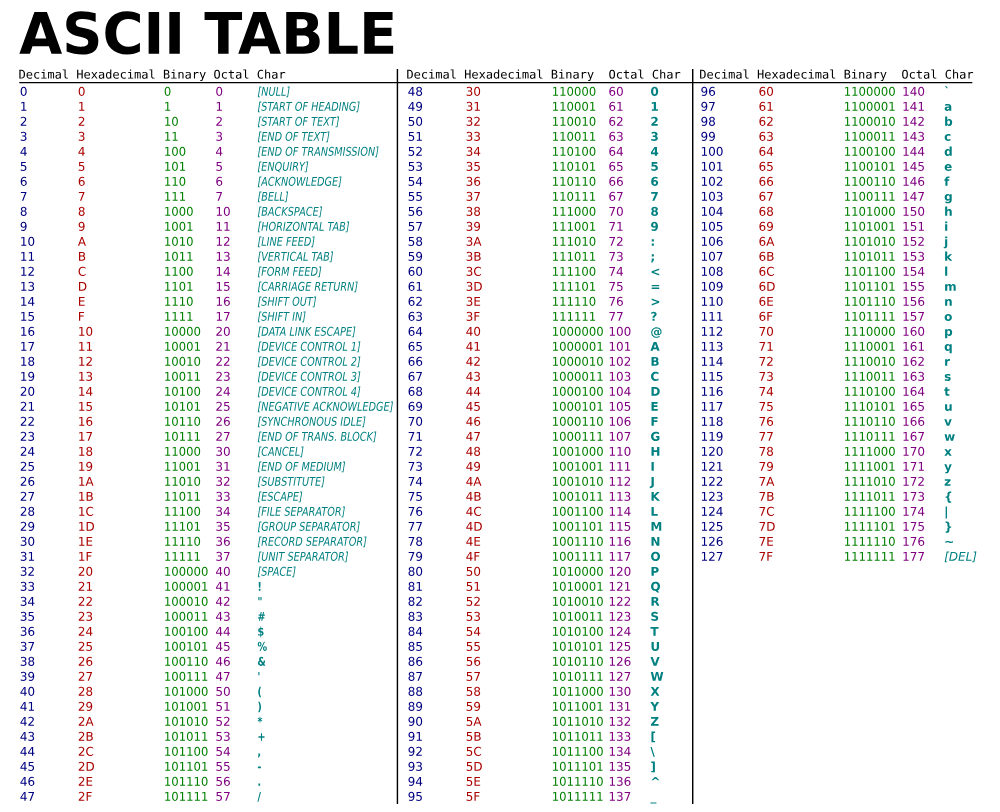 ASCII TABLE
Decimal Hexadecimal Binary Octal Char
0 0 0 0 [NULL]
1 1 1 1 [START OF HEADING]
2 2 10 2 [START OF TEXT]
3 3 11 3 [END OF TEXT]
4 4 100 4 [END OF TRANSMISSION]
5 5 101 5 [ENQUIRY]
6 6 110 6 [ACKNOWLEDGE]
7 7 111 7 [BELL]
8 8 1000 10 [BACKSPACE]
9 9 1001 11 [HORIZONTAL TAB]
10 A 1010 12 [LINE FEED]
11 B 1011 13 [VERTICAL TAB]
12 C 1100 14 [FORM FEED]
13 D 1101 15 [CARRIAGE RETURN]
14 E 1110 16 [SHIFT OUT]
15 F 1111 17 [SHIFT IN]
16 10 10000 20 [DATA LINK ESCAPE]
17 11 10001 21 [DEVICE CONTROL 1]
18 12 10010 22 [DEVICE CONTROL 2]
19 13 10011 23 [DEVICE CONTROL 3]
20 14 10100 24 [DEVICE CONTROL 4]
21 15 10101 25 [NEGATIVE ACKNOWLEDGE]
22 16 10110 26 [SYNCHRONOUS IDLE]
23 17 10111 27 [END OF TRANS. BLOCK]
24 18 11000 30 [CANCEL]
25 19 11001 31 [END OF MEDIUM]
26 1A 11010 32 [SUBSTITUTE]
27 1B 11011 33 [ESCAPE]
28 1C 11100 34 [FILE SEPARATOR]
29 1D 11101 35 [GROUP SEPARATOR]
30 1E 11110 36 [RECORD SEPARATOR]
31 1F 11111 37 [UNIT SEPARATOR]
32 20 100000 40 [SPACE]
33 21 100001 41 !
34 22 100010 42 "
35 23 100011 43 #
36 24 100100 44 $
37 25 100101 45 %
38 26 100110 46 &
39 27 100111 47 '
40 28 101000 50 (
41 29 101001 51 )
42 2A 101010 52 *
43 2B 101011 53 +
44 2C 101100 54 ,
45 2D 101101 55 -
46 2E 101110 56 .
47 2F 101111 57 /
Decimal Hexadecimal Binary Octal Char
48 30 110000 60 0
49 31 110001 61 1
50 32 110010 62 2
51 33 110011 63 3
52 34 110100 64 4
53 35 110101 65 5
54 36 110110 66 6
55 37 110111 67 7
56 38 111000 70 8
57 39 111001 71 9
58 3A 111010 72 :
59 3B 111011 73 ;
60 3C 111100 74 <
61 3D 111101 75 =
62 3E 111110 76 >
63 3F 111111 77 ?
64 40 1000000 100 @
65 41 1000001 101 A
66 42 1000010 102 B
67 43 1000011 103 C
68 44 1000100 104 D
69 45 1000101 105 E
70 46 1000110 106 F
71 47 1000111 107 G
72 48 1001000 110 H
73 49 1001001 111 I
74 4A 1001010 112 J
75 4B 1001011 113 K
76 4C 1001100 114 L
77 4D 1001101 115 M
78 4E 1001110 116 N
79 4F 1001111 117 O
80 50 1010000 120 P
81 51 1010001 121 Q
82 52 1010010 122 R
83 53 1010011 123 S
84 54 1010100 124 T
85 55 1010101 125 U
86 56 1010110 126 V
87 57 1010111 127 W
88 58 1011000 130 X
89 59 1011001 131 Y
90 5A 1011010 132 Z
91 5B 1011011 133 [
92 5C 1011100 134 \
93 5D 1011101 135 ]
94 5E 1011110 136 ^
95 5F 1011111 137 _
Decimal Hexadecimal Binary Octal Char
96 60 1100000 140 `
97 61 1100001 141 a
98 62 1100010 142 b
99 63 1100011 143 c
100 64 1100100 144 d
101 65 1100101 145 e
102 66 1100110 146 f
103 67 1100111 147 g
104 68 1101000 150 h
105 69 1101001 151 i
106 6A 1101010 152 j
107 6B 1101011 153 k
108 6C 1101100 154 l
109 6D 1101101 155 m
110 6E 1101110 156 n
111 6F 1101111 157 o
112 70 1110000 160 p
113 71 1110001 161 q
114 72 1110010 162 r
115 73 1110011 163 s
116 74 1110100 164 t
117 75 1110101 165 u
118 76 1110110 166 v
119 77 1110111 167 w
120 78 1111000 170 x
121 79 1111001 171 y
122 7A 1111010 172 z
123 7B 1111011 173 {
124 7C 1111100 174 |
125 7D 1111101 175 }
126 7E 1111110 176 ~
127 7F 1111111 177 [DEL]